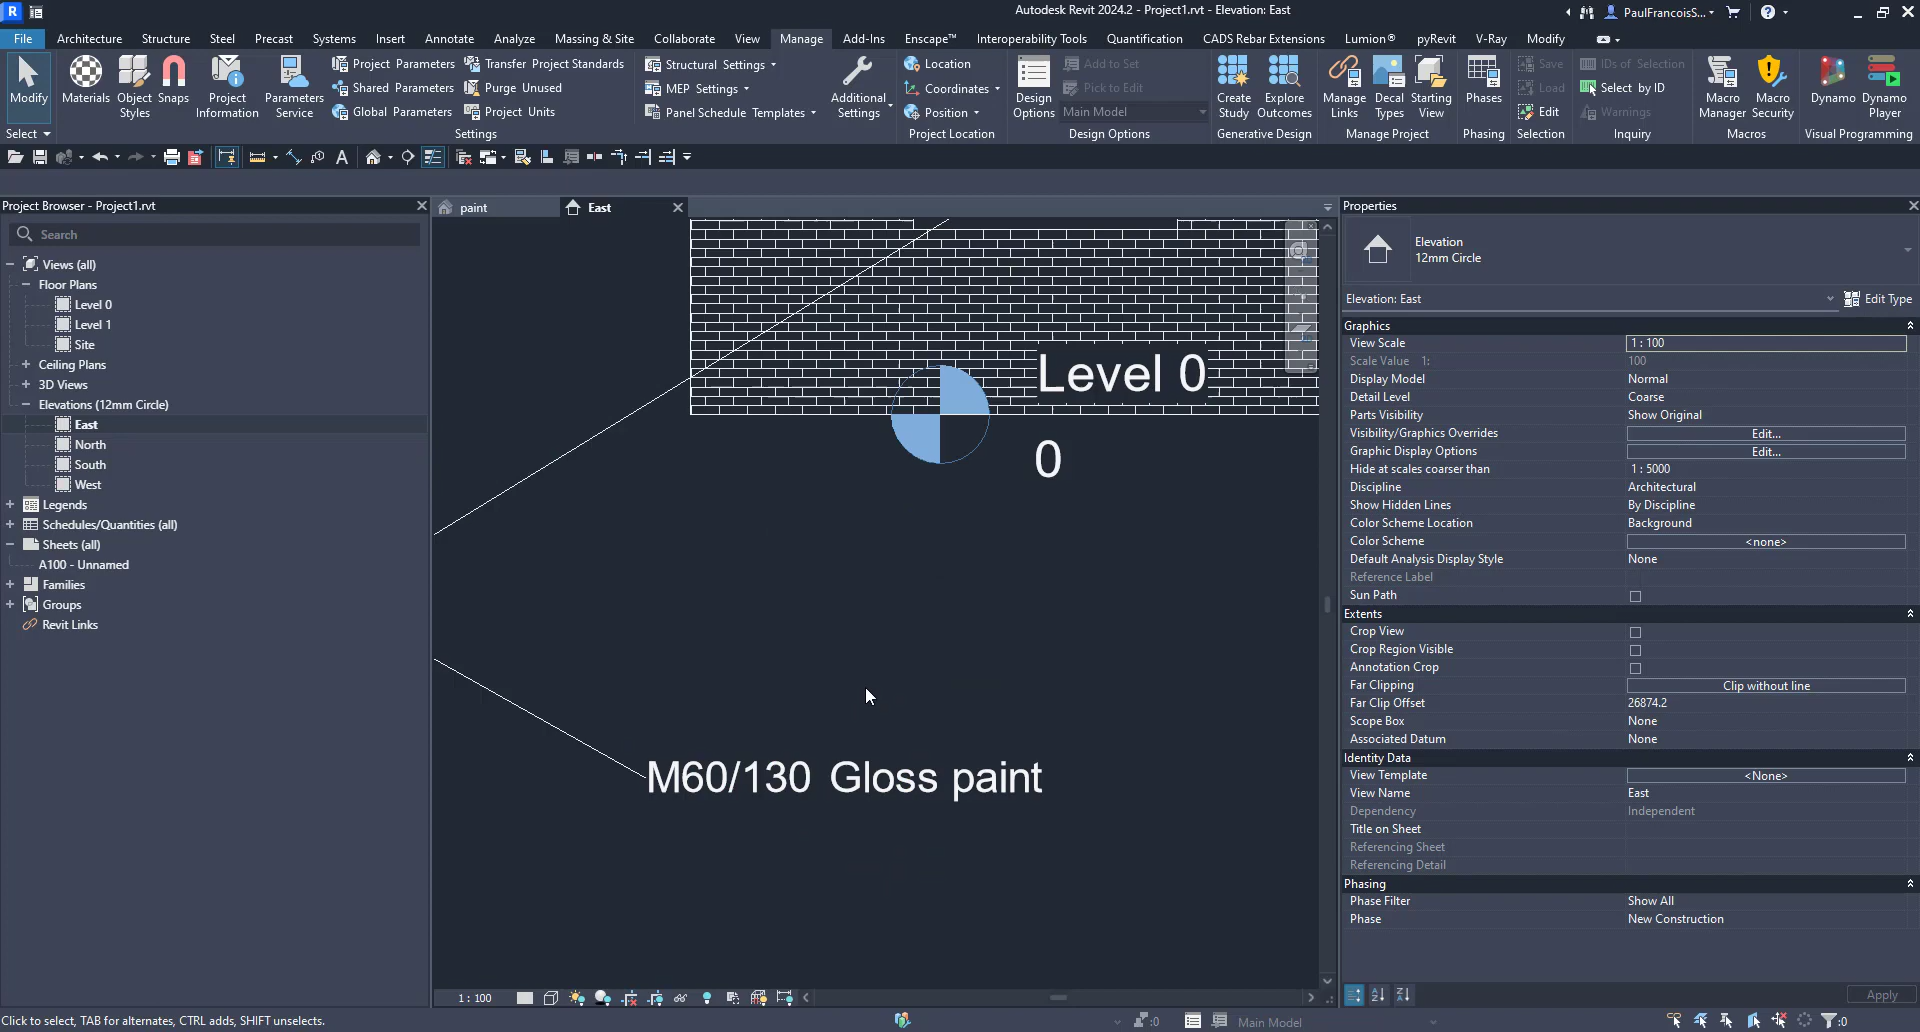 Autodesk Revit 2024.2 - Project1.rvt - Elevation: East
PaulFrancoisS...
File Architecture Structure Steel Precast Systems Insert Annotate Analyze Massing & Site Collaborate View Manage Add-Ins Enscape™ Interoperability Tools Quantification CADS Rebar Extensions Lumion® pyRevit V-Ray Modify
Modify
Materials
Object Styles
Snaps
Project Information
Parameters Service
Project Parameters
Shared Parameters
Global Parameters
Transfer Project Standards
Purge Unused
Project Units
Structural Settings
MEP Settings
Panel Schedule Templates
Additional Settings
Location
Coordinates
Position
Design Options
Add to Set
Pick to Edit
Main Model
Create Study
Explore Outcomes
Manage Links
Decal Types
Starting View
Phases
Save
Load
Edit
IDs of Selection
Select by ID
Warnings
Macro Manager
Macro Security
Dynamo
Dynamo Player
Select
Settings
Project Location
Design Options
Generative Design
Manage Project
Phasing
Selection
Inquiry
Macros
Visual Programming
Project Browser - Project1.rvt
Search
Views (all)
Floor Plans
Level 0
Level 1
Site
Ceiling Plans
3D Views
Elevations (12mm Circle)
East
North
South
West
Legends
Schedules/Quantities (all)
Sheets (all)
A100 - Unnamed
Families
Groups
Revit Links
paint
East
Level 0
0
M60/130 Gloss paint
Properties
Elevation
12mm Circle
Elevation: East
Edit Type
Graphics
View Scale 1 : 100
Scale Value 1: 100
Display Model Normal
Detail Level Coarse
Parts Visibility Show Original
Visibility/Graphics Overrides Edit...
Graphic Display Options Edit...
Hide at scales coarser than 1 : 5000
Discipline Architectural
Show Hidden Lines By Discipline
Color Scheme Location Background
Color Scheme <none>
Default Analysis Display Style None
Reference Label
Sun Path
Extents
Crop View
Crop Region Visible
Annotation Crop
Far Clipping Clip without line
Far Clip Offset 26874.2
Scope Box None
Associated Datum None
Identity Data
View Template <None>
View Name East
Dependency Independent
Title on Sheet
Referencing Sheet
Referencing Detail
Phasing
Phase Filter Show All
Phase New Construction
Apply
1 : 100
Click to select, TAB for alternates, CTRL adds, SHIFT unselects.
:0
Main Model
:0